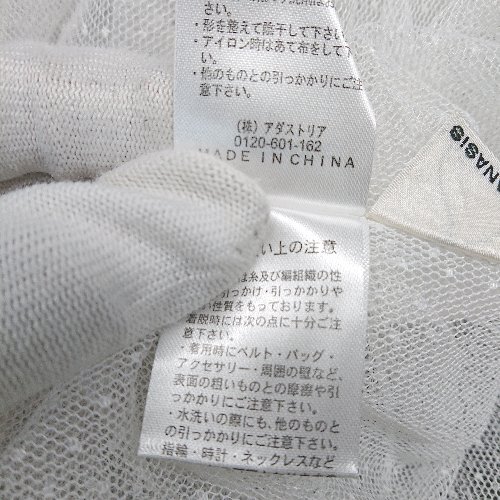 ・形を整えて陰干して下さい。
・アイロン時はあて布をして下さい。
・他のものとの引っかかりにご注意下さい。
(株) アダストリア
0120-601-162
MADE IN CHINA
ANASIS
い上の注意
は糸及び編組織の性
引っかけ・引っかかりや
い性質をもっております。
着脱時には次の点に十分ご注意下さい。
・着用時にベルト・バッグ・
アクセサリー・周囲の壁など、
表面の粗いものとの摩擦や引
っかかりにご注意下さい。
・水洗いの際にも、他のものと
の引っかかりにご注意下さい。
指輪・時計・ネックレスなど